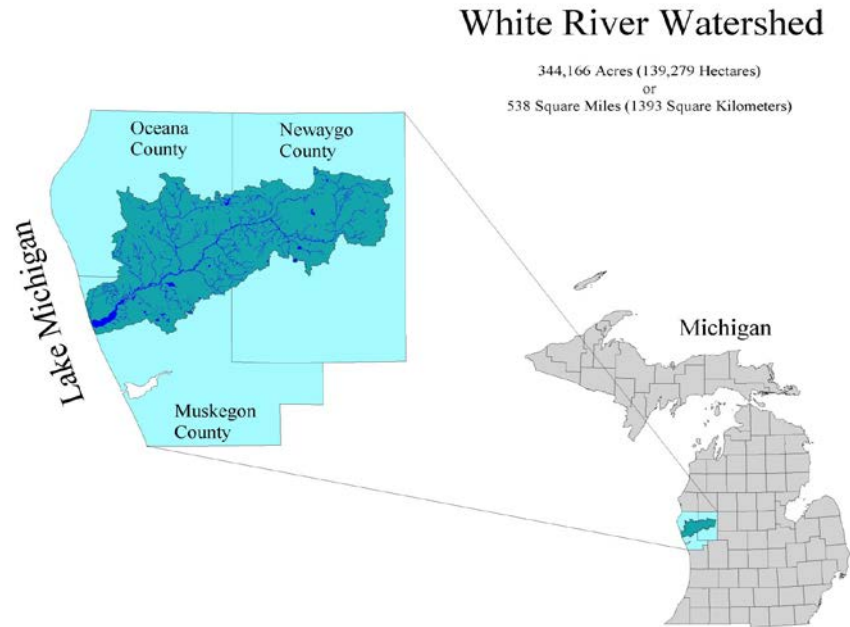 White River Watershed
344,166 Acres (139,279 Hectares)
or
538 Square Miles (1393 Square Kilometers)
Oceana
County
Newaygo
County
Lake Michigan
Michigan
Muskegon
County